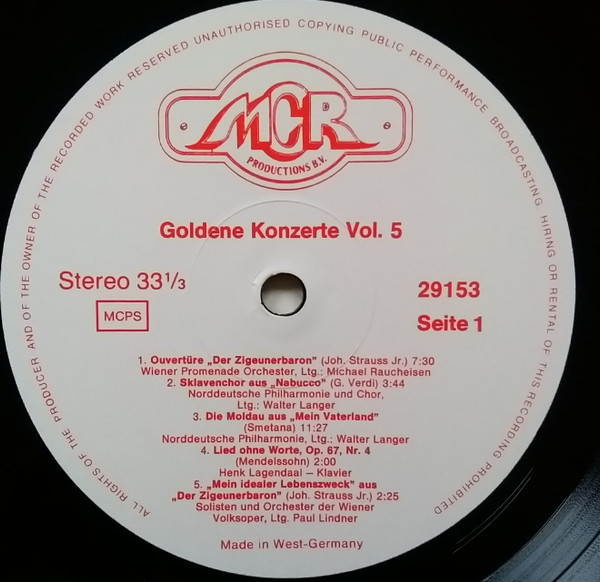 ALL RIGHTS OF THE PRODUCER AND OF THE OWNER OF THE RECORDED WORK RESERVED UNAUTHORISED COPYING PUBLIC PERFORMANCE BROADCASTING HIRING OR RENTAL OF THIS RECORDING PROHIBITED
MCR
PRODUCTIONS B.V.
Goldene Konzerte Vol. 5
Stereo 33⅓
MCPS
29153
Seite 1
1. Ouvertüre „Der Zigeunerbaron" (Joh. Strauss Jr.) 7:30
Wiener Promenade Orchester, Ltg.: Michael Raucheisen
2. Sklavenchor aus „Nabucco" (G. Verdi) 3:44
Norddeutsche Philharmonie und Chor,
Ltg.: Walter Langer
3. Die Moldau aus „Mein Vaterland"
(Smetana) 11:27
Norddeutsche Philharmonie, Ltg.: Walter Langer
4. Lied ohne Worte, Op. 67, Nr. 4
(Mendelssohn) 2:00
Henk Lagendaal – Klavier
5. „Mein idealer Lebenszweck" aus
„Der Zigeunerbaron" (Joh. Strauss Jr.) 2:25
Solisten und Orchester der Wiener
Volksoper, Ltg. Paul Lindner
Made in West-Germany